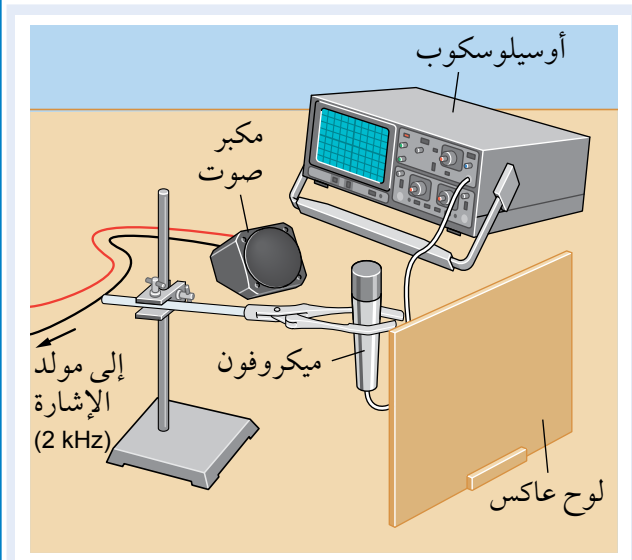 أوسيلوسكوب
مكبر
صوت
ميكروفون
إلى مولد
الإشارة
(2 kHz)
لوح عاكس